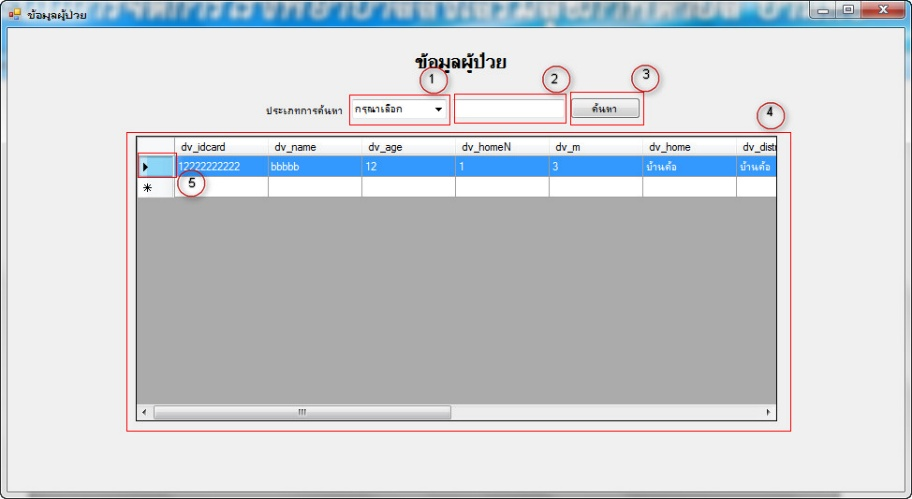 ข้อมูลผู้ป่วย
ข้อมูลผู้ป่วย
1 2 3
ประเภทการค้นหา กรุณาเลือก ค้นหา
4
dv_idcard dv_name dv_age dv_homeN dv_m dv_home dv_distr
12222222222 bbbbb 12 1 3 บ้านค้อ บ้านค้อ
5